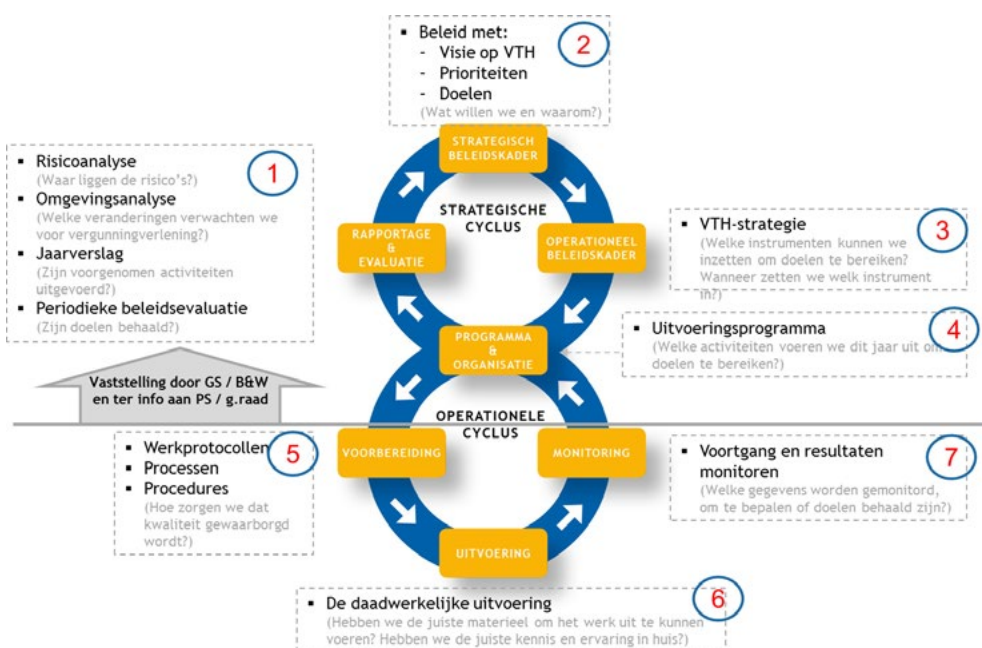 ▪ Beleid met:
- Visie op VTH
- Prioriteiten
- Doelen
(Wat willen we en waarom?)
2
▪ Risicoanalyse
(Waar liggen de risico's?)
▪ Omgevingsanalyse
(Welke veranderingen verwachten we
voor vergunningverlening?)
▪ Jaarverslag
(Zijn voorgenomen activiteiten
uitgevoerd?)
▪ Periodieke beleidsevaluatie
(Zijn doelen behaald?)
1
STRATEGISCH
BELEIDSKADER
STRATEGISCHE
CYCLUS
RAPPORTAGE
&
EVALUATIE
OPERATIONEEL
BELEIDSKADER
▪ VTH-strategie
(Welke instrumenten kunnen we
inzetten om doelen te bereiken?
Wanneer zetten we welk instrument
in?)
3
PROGRAMMA
&
ORGANISATIE
▪ Uitvoeringsprogramma
(Welke activiteiten voeren we dit jaar uit om
doelen te bereiken?)
4
Vaststelling door GS / B&W
en ter info aan PS / g.raad
OPERATIONELE
CYCLUS
▪ Werkprotocollen
▪ Processen
▪ Procedures
(Hoe zorgen we dat
kwaliteit gewaarborgd
wordt?)
5
VOORBEREIDING
MONITORING
▪ Voortgang en resultaten
monitoren
(Welke gegevens worden gemonitord,
om te bepalen of doelen behaald zijn?)
7
UITVOERING
▪ De daadwerkelijke uitvoering
(Hebben we de juiste materieel om het werk uit te kunnen
voeren? Hebben we de juiste kennis en ervaring in huis?)
6